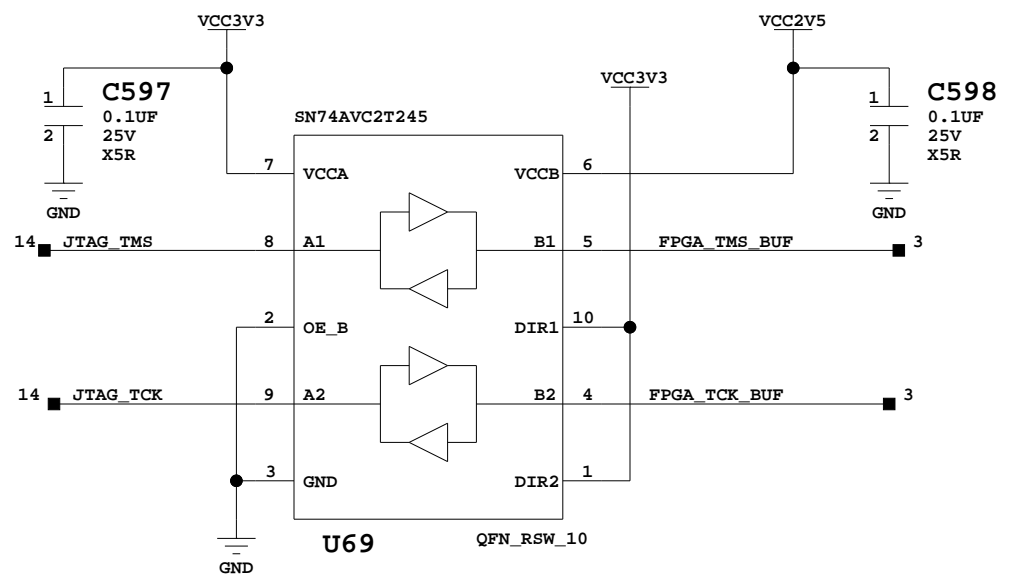 VCC3V3
VCC2V5
VCC3V3
1
C597
0.1UF
2
25V
X5R
GND
1
C598
0.1UF
2
25V
X5R
GND
SN74AVC2T245
7
VCCA
VCCB
6
14
JTAG_TMS
8
A1
B1
5
FPGA_TMS_BUF
3
2
OE_B
DIR1
10
14
JTAG_TCK
9
A2
B2
4
FPGA_TCK_BUF
3
3
GND
DIR2
1
U69
QFN_RSW_10
GND